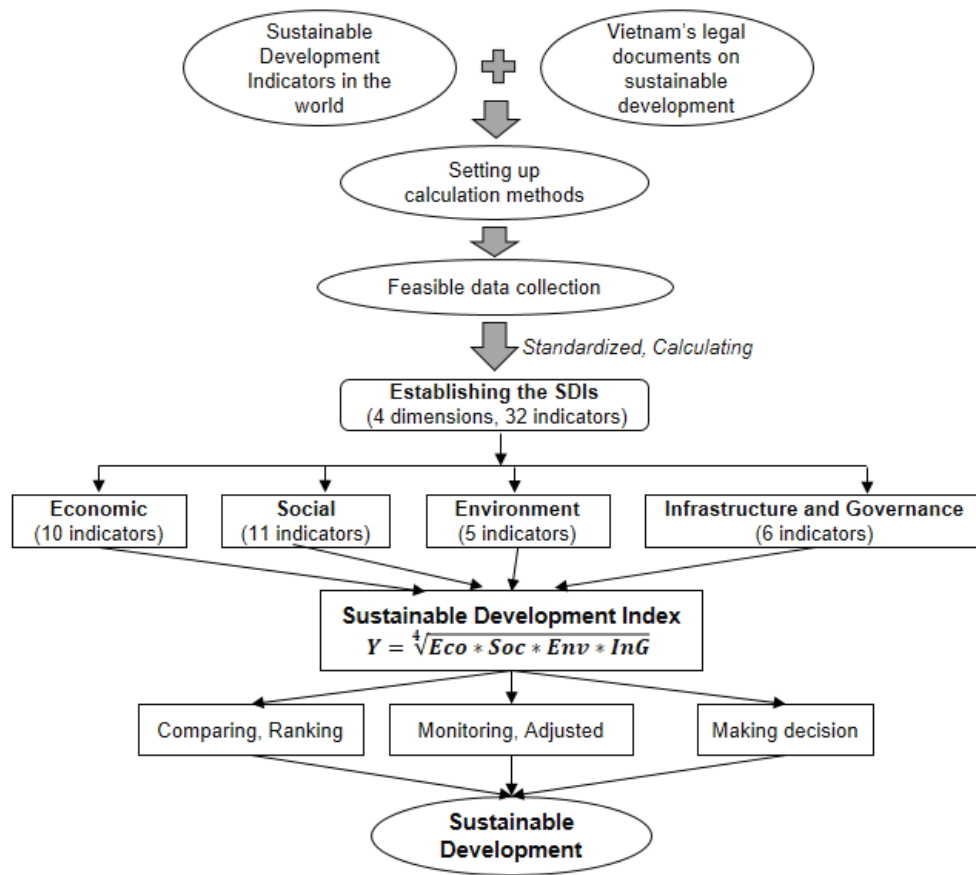 Sustainable
Development
Indicators in the
world
Vietnam's legal
documents on
sustainable
development
Setting up
calculation methods
Feasible data collection
Standardized, Calculating
Establishing the SDIs
(4 dimensions, 32 indicators)
Economic
(10 indicators)
Social
(11 indicators)
Environment
(5 indicators)
Infrastructure and Governance
(6 indicators)
Sustainable Development Index
Y = ∜(Eco * Soc * Env * InG)
Comparing, Ranking
Monitoring, Adjusted
Making decision
Sustainable
Development